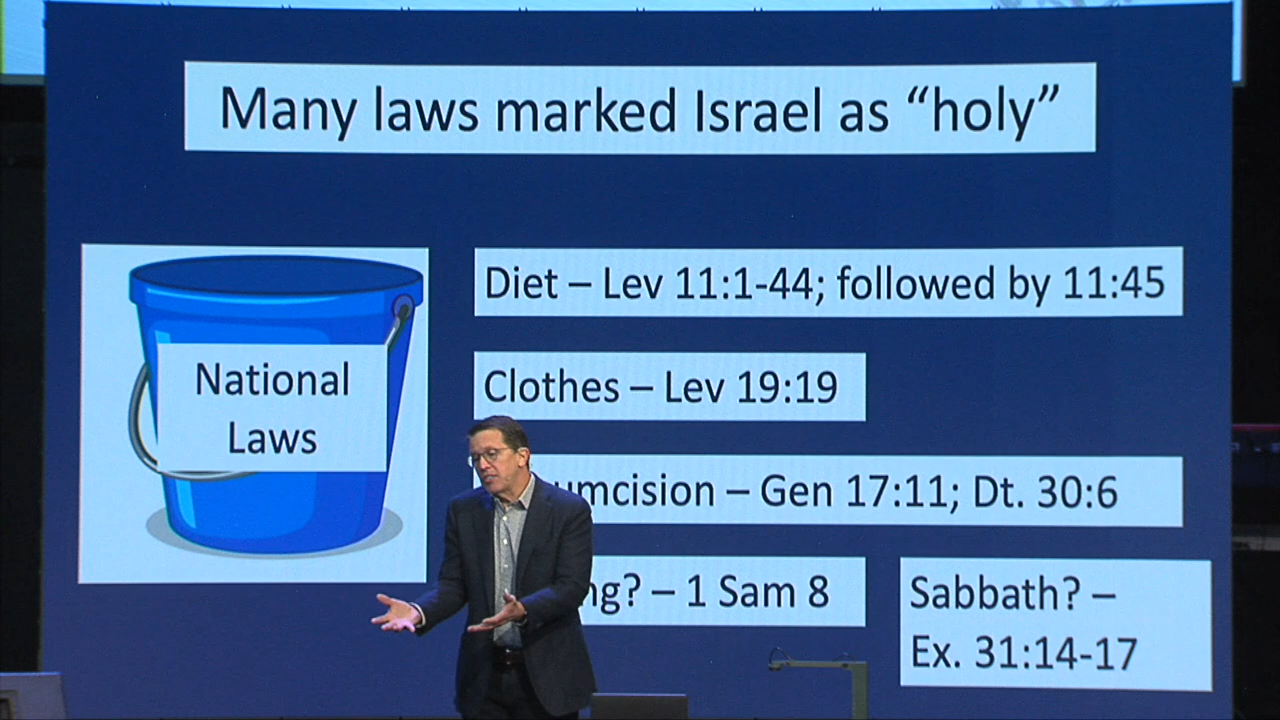 Many laws marked Israel as “holy”
National
Laws
Diet – Lev 11:1-44; followed by 11:45
Clothes – Lev 19:19
umcision – Gen 17:11; Dt. 30:6
ng? – 1 Sam 8
Sabbath? –
Ex. 31:14-17